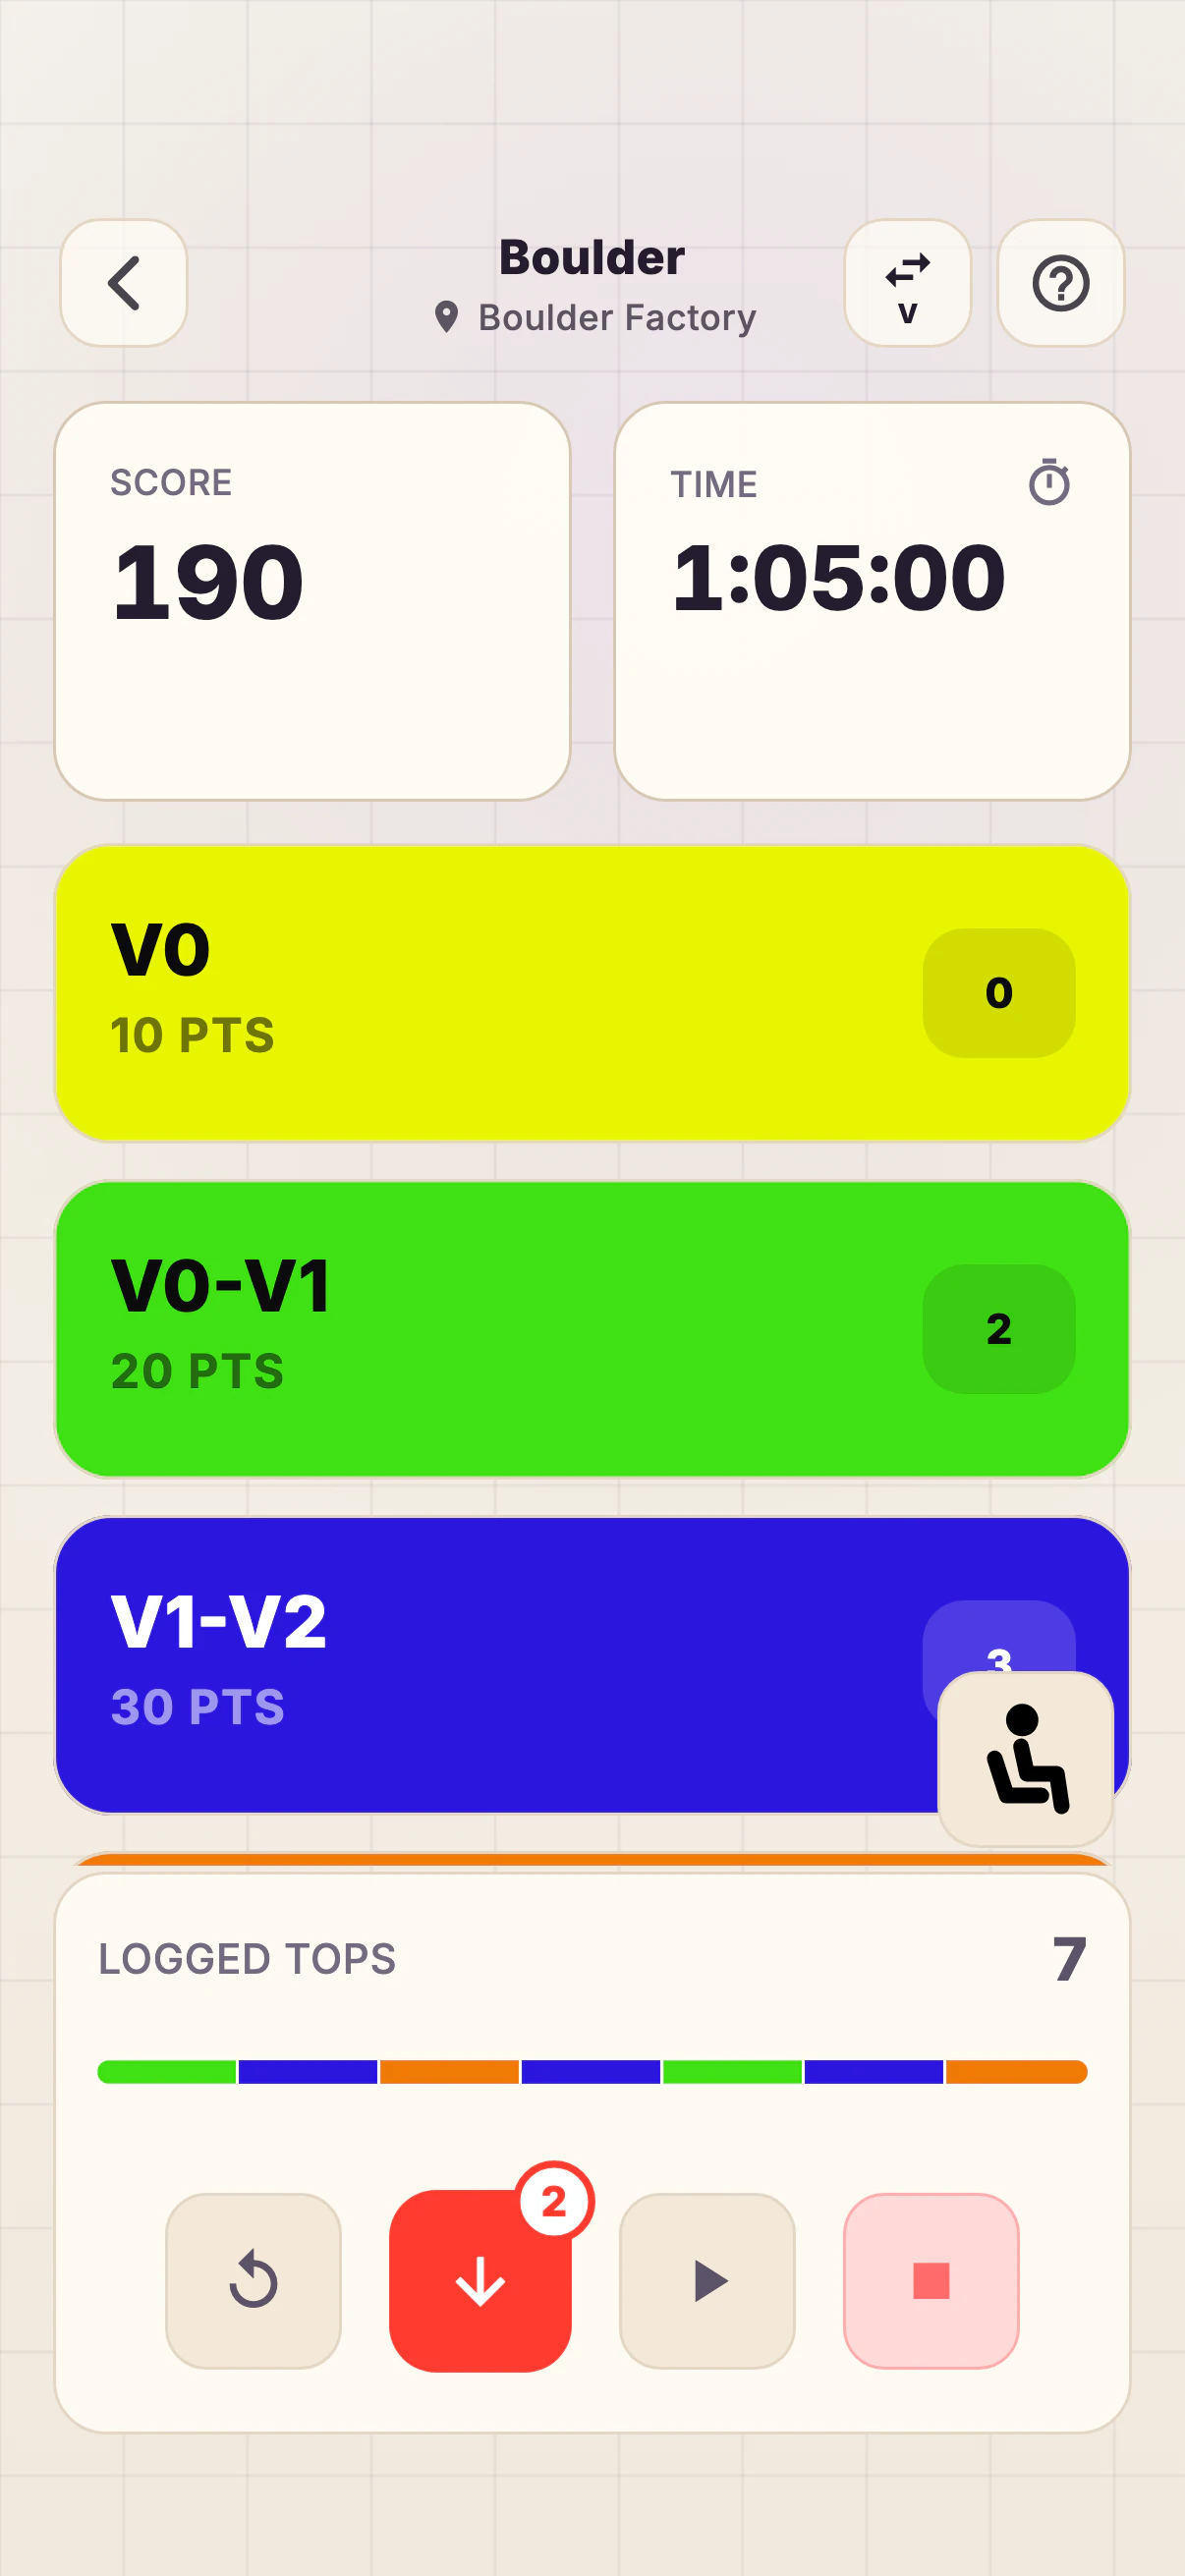 Boulder
Boulder Factory
V
?
SCORE
190
TIME
1:05:00
V0
10 PTS
0
V0-V1
20 PTS
2
V1-V2
30 PTS
3
LOGGED TOPS
7
2